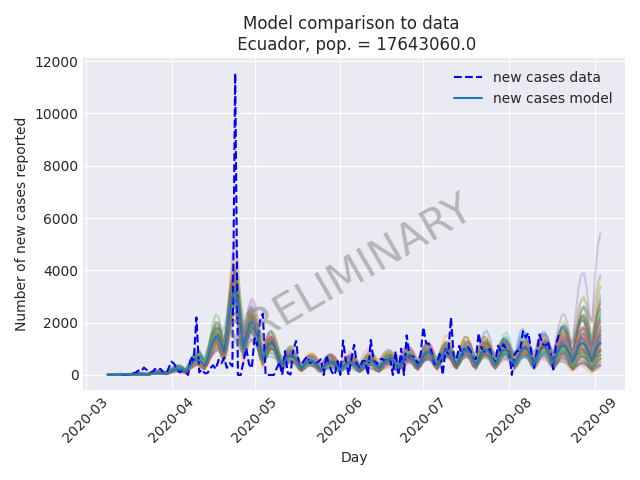 Model comparison to data
Ecuador, pop. = 17643060.0
12000
10000
8000
6000
4000
2000
0
Number of new cases reported
new cases data
new cases model
PRELIMINARY
2020-03
2020-04
2020-05
2020-06
2020-07
2020-08
2020-09
Day